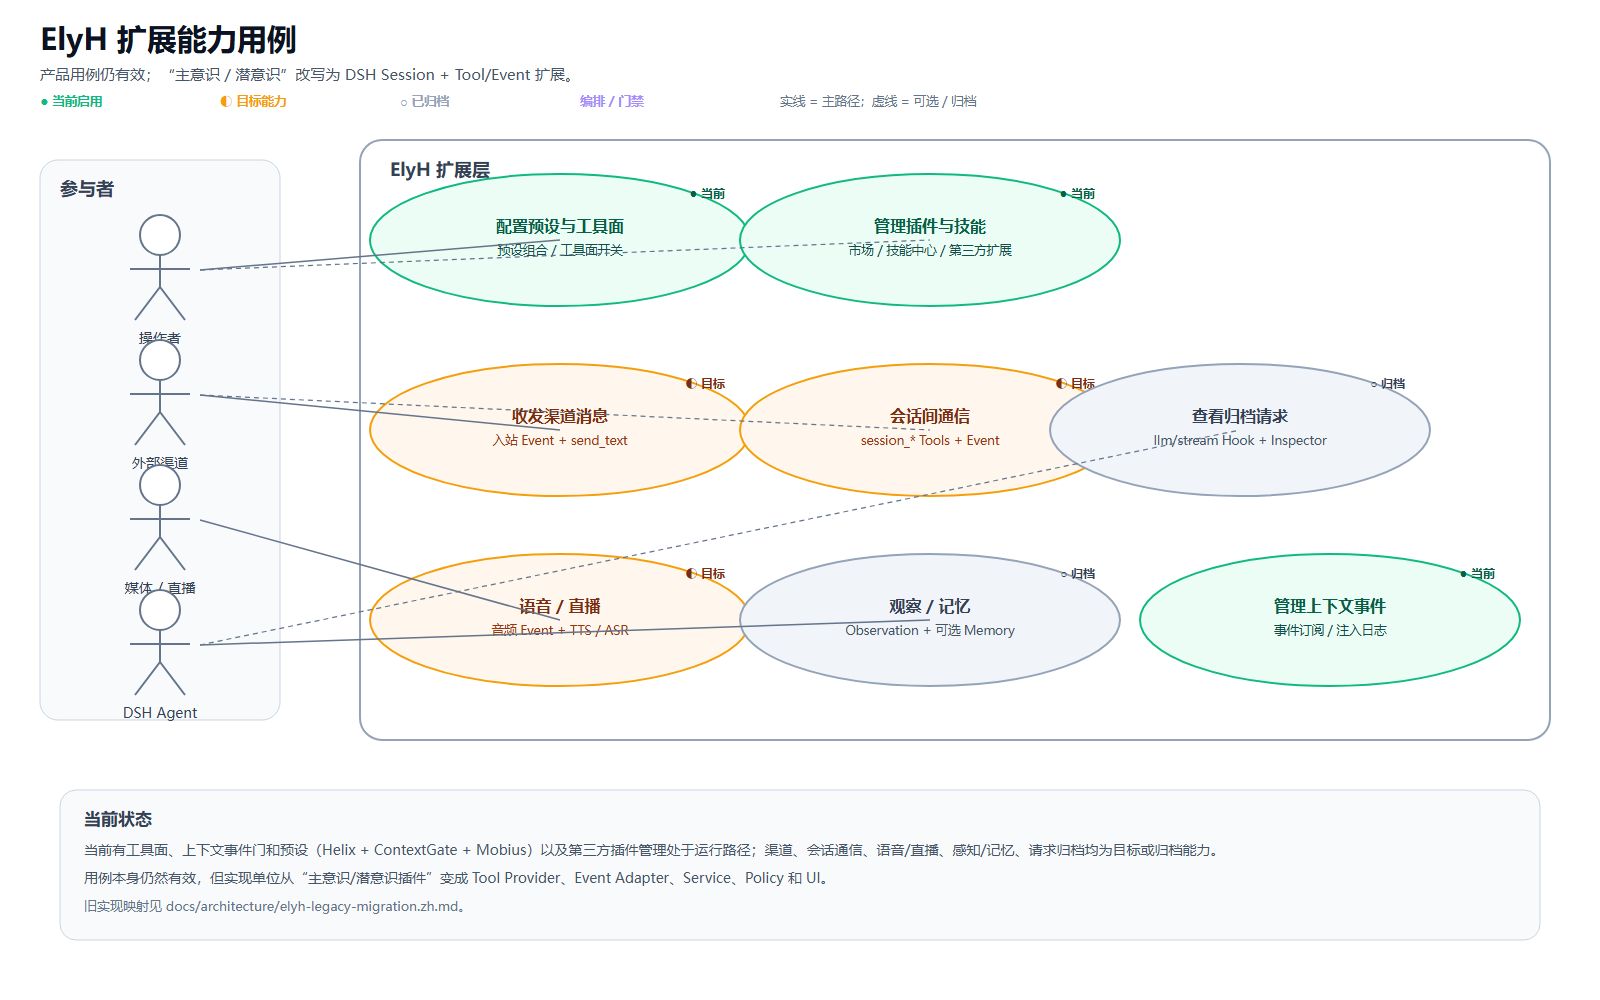 ElyH 扩展能力用例
产品用例仍有效；“主意识 / 潜意识”改写为 DSH Session + Tool/Event 扩展。
● 当前启用
◐ 目标能力
○ 已归档
编排 / 门禁
实线 = 主路径；虚线 = 可选 / 归档
参与者
操作者
外部渠道
媒体 / 直播
DSH Agent
ElyH 扩展层
● 当前
配置预设与工具面
预设组合 / 工具面开关
● 当前
管理插件与技能
市场 / 技能中心 / 第三方扩展
◐ 目标
收发渠道消息
入站 Event + send_text
◐ 目标
会话间通信
session_* Tools + Event
○ 归档
查看归档请求
llm/stream Hook + Inspector
◐ 目标
语音 / 直播
音频 Event + TTS / ASR
○ 归档
观察 / 记忆
Observation + 可选 Memory
● 当前
管理上下文事件
事件订阅 / 注入日志
当前状态
当前有工具面、上下文事件门和预设（Helix + ContextGate + Mobius）以及第三方插件管理处于运行路径；渠道、会话通信、语音/直播、感知/记忆、请求归档均为目标或归档能力。
用例本身仍然有效，但实现单位从“主意识/潜意识插件”变成 Tool Provider、Event Adapter、Service、Policy 和 UI。
旧实现映射见 docs/architecture/elyh-legacy-migration.zh.md。